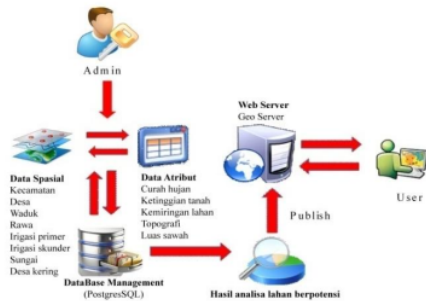 Admin
Data Spasial
Kecamatan
Desa
Waduk
Rawa
Irigasi primer
Irigasi skunder
Sungai
Desa kering
Data Atribut
Curah hujan
Ketinggian tanah
Kemiringan lahan
Topografi
Luas sawah
DataBase Management
(PostgresSQL)
Web Server
Geo Server
User
Publish
Hasil analisa lahan berpotensi